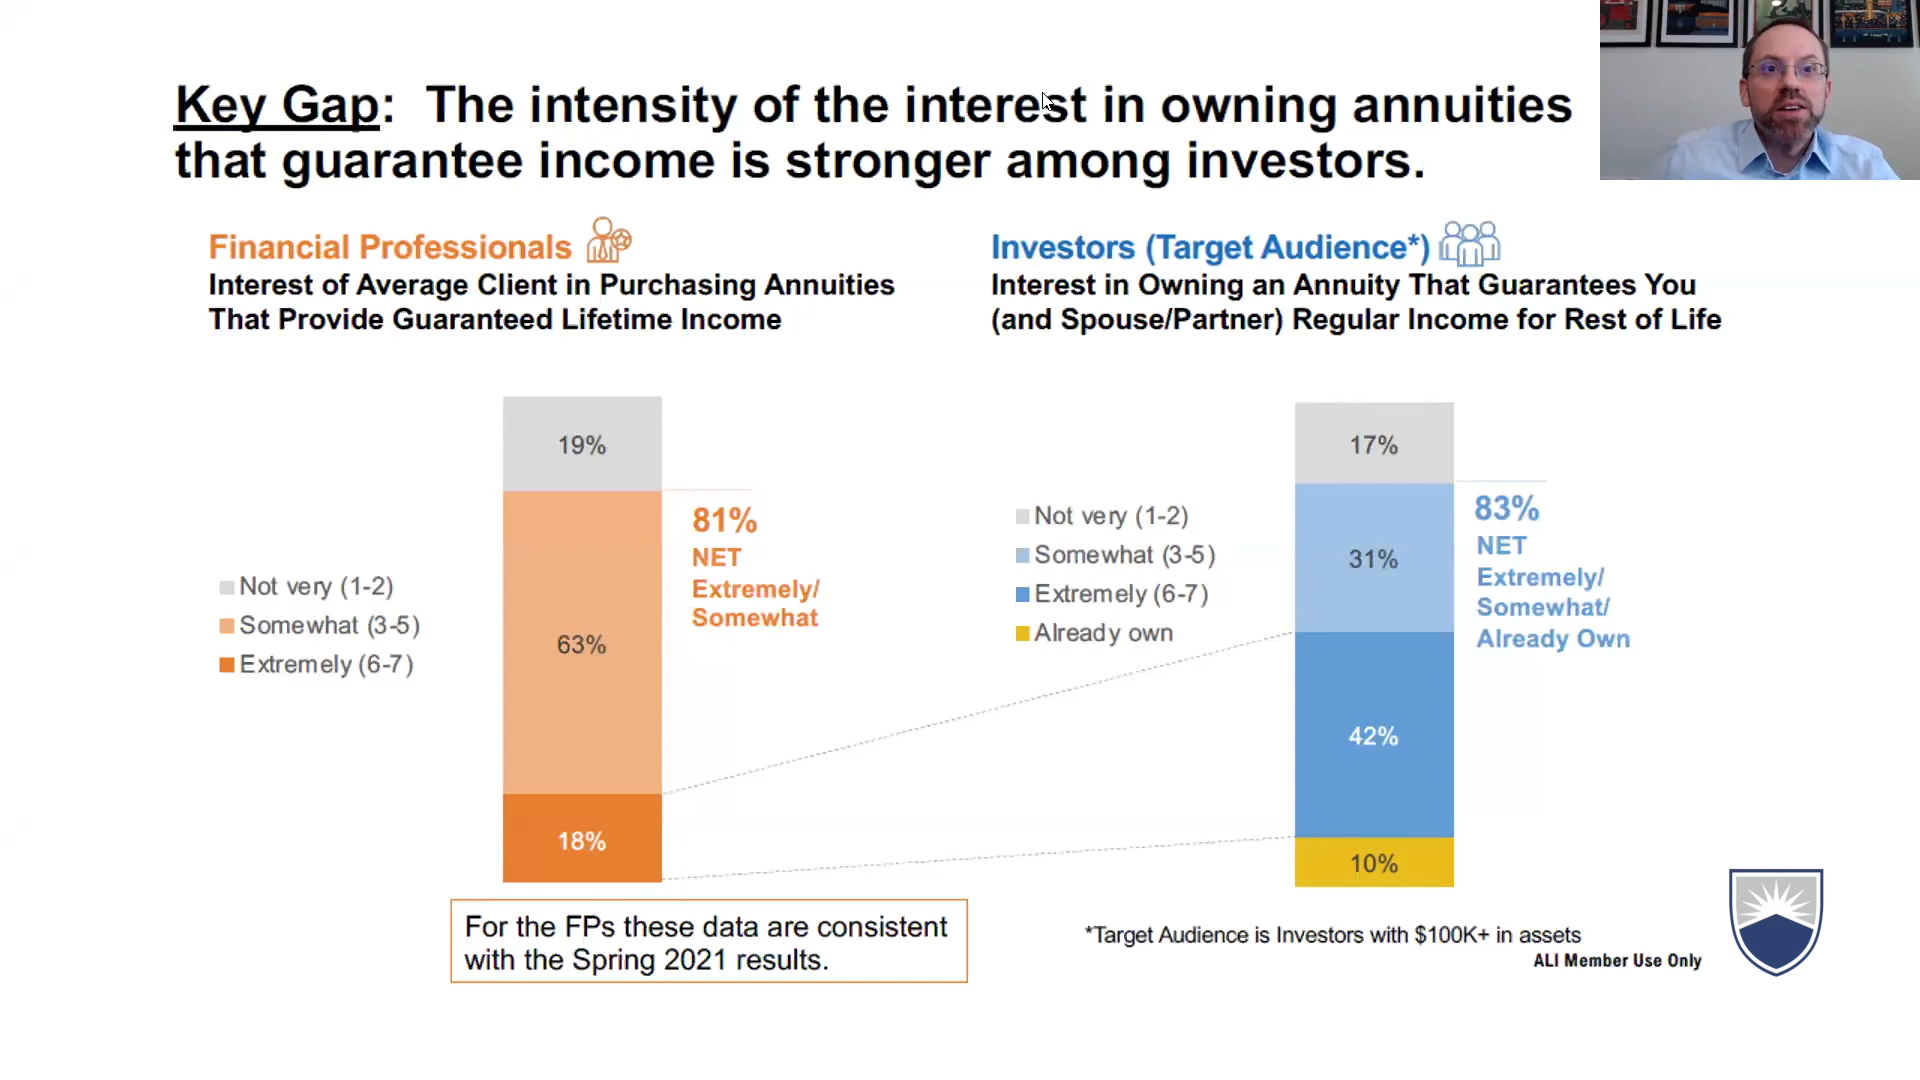 Key Gap:  The intensity of the interest in owning annuities
that guarantee income is stronger among investors.
Financial Professionals
Interest of Average Client in Purchasing Annuities
That Provide Guaranteed Lifetime Income
19%
63%
18%
Not very (1-2)
Somewhat (3-5)
Extremely (6-7)
81%
NET
Extremely/
Somewhat
For the FPs these data are consistent
with the Spring 2021 results.
Investors (Target Audience*)
Interest in Owning an Annuity That Guarantees You
(and Spouse/Partner) Regular Income for Rest of Life
Not very (1-2)
Somewhat (3-5)
Extremely (6-7)
Already own
17%
31%
42%
10%
83%
NET
Extremely/
Somewhat/
Already Own
*Target Audience is Investors with $100K+ in assets
ALI Member Use Only